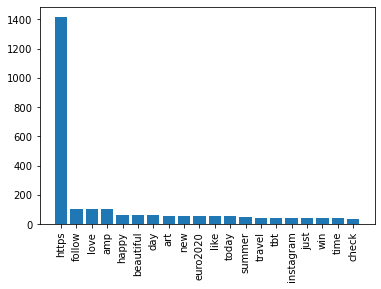 1400
1200
1000
800
600
400
200
0
https
follow
love
amp
happy
beautiful
day
art
new
euro2020
like
today
summer
travel
tbt
instagram
just
win
time
check